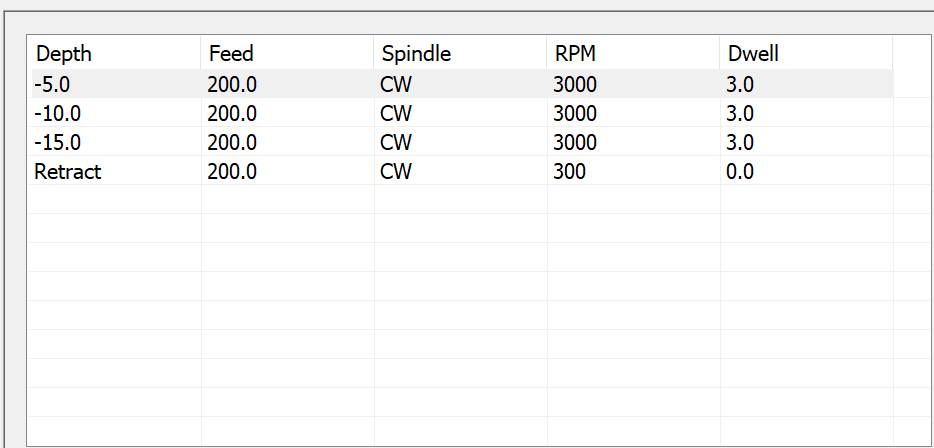 Depth Feed Spindle RPM Dwell
-5.0 200.0 CW 3000 3.0
-10.0 200.0 CW 3000 3.0
-15.0 200.0 CW 3000 3.0
Retract 200.0 CW 300 0.0